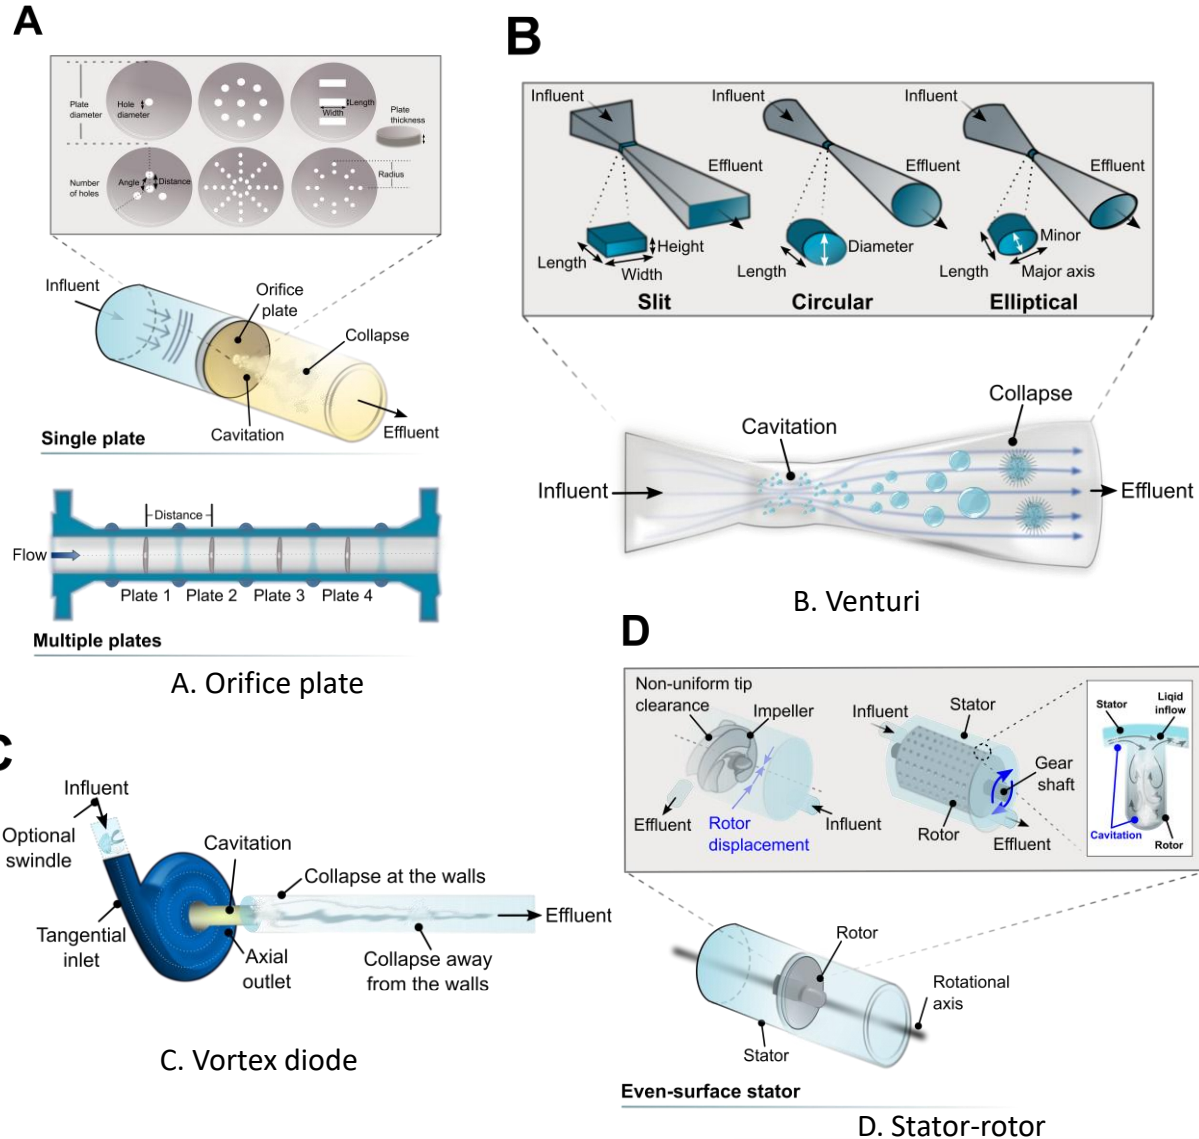 A
Plate
diameter
Hole
diameter
Length
Width
Plate
thickness
Number
of holes
Angle
Distance
Radius
Influent
Orifice
plate
Collapse
Cavitation
Effluent
Single plate
Distance
Flow
Plate 1
Plate 2
Plate 3
Plate 4
Multiple plates
A. Orifice plate
B
Influent
Effluent
Length
Height
Width
Slit
Influent
Effluent
Length
Diameter
Circular
Influent
Effluent
Minor
Length
Major axis
Elliptical
Cavitation
Collapse
Influent
Effluent
B. Venturi
C
Influent
Optional
swindle
Cavitation
Collapse at the walls
Effluent
Tangential
inlet
Axial
outlet
Collapse away
from the walls
C. Vortex diode
D
Non-uniform tip
clearance
Impeller
Effluent
Rotor
displacement
Influent
Influent
Stator
Gear
shaft
Rotor
Effluent
Stator
Liqid
inflow
Cavitation
Rotor
Rotor
Rotational
axis
Stator
Even-surface stator
D. Stator-rotor